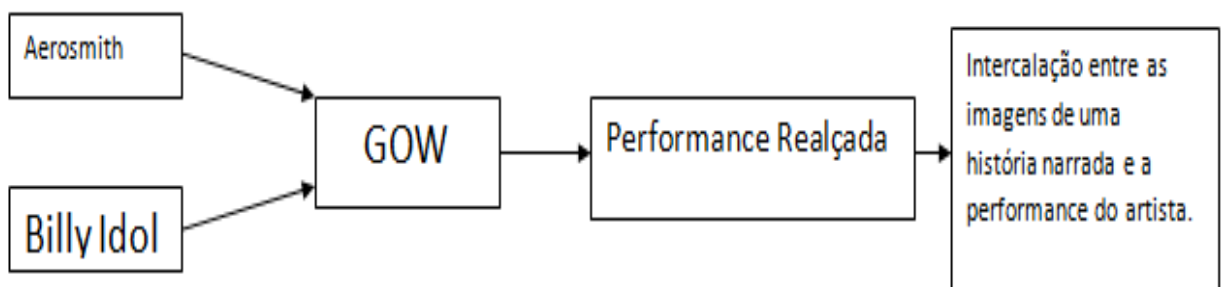 Aerosmith
Billy Idol
GOW
Performance Realçada
Intercalação entre as
imagens de uma
história narrada e a
performance do artista.